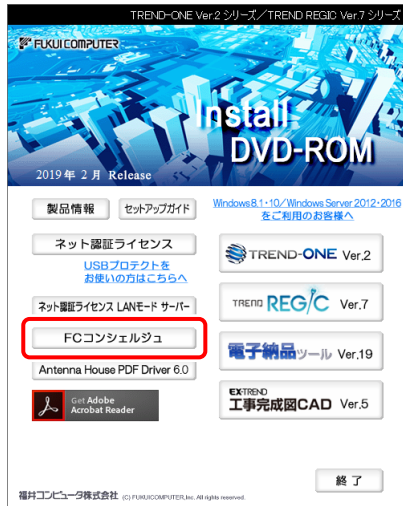 TREND-ONE Ver.2 シリーズ／TREND REGIC Ver.7 シリーズ
FUKUI COMPUTER
Install
DVD-ROM
2019年 2月 Release
製品情報
セットアップガイド
Windows8.1・10／Windows Server 2012・2016
をご利用のお客様へ
ネット認証ライセンス
USBプロテクトを
お使いの方はこちらへ
TREND-ONE Ver.2
ネット認証ライセンス LANモード サーバー
TREND REGIC Ver.7
FCコンシェルジュ
電子納品ツール Ver.19
Antenna House PDF Driver 6.0
Get Adobe
Acrobat Reader
EX-TREND
工事完成図CAD Ver.5
終 了
福井コンピュータ株式会社 (C) FUKUICOMPUTER,Inc. All rights reserved.